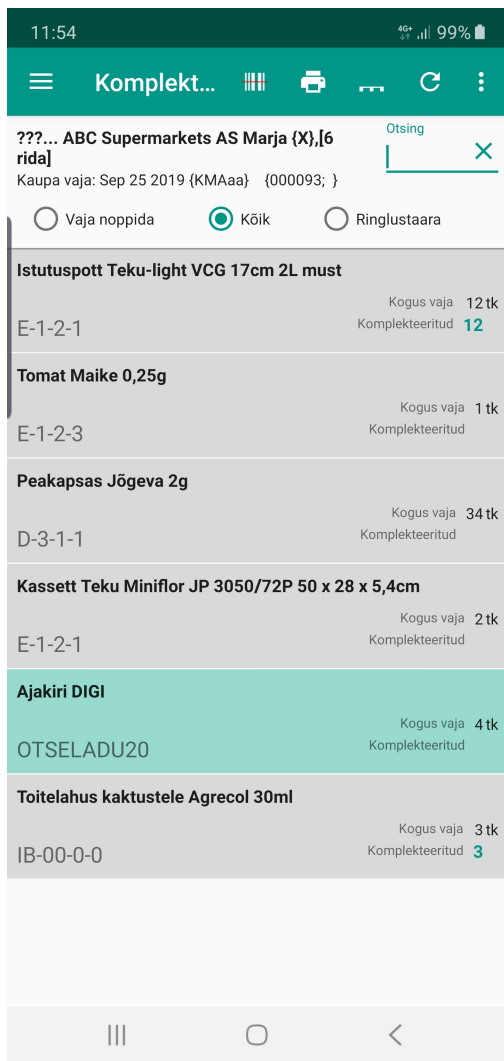 11:54
4G+ 99%
Komplekt...
???... ABC Supermarkets AS Marja {X},[6
rida]
Otsing
Kaupa vaja: Sep 25 2019 {KMAaa} {000093; }
Vaja noppida Kõik Ringlustaara
Istutuspott Teku-light VCG 17cm 2L must
Kogus vaja 12 tk
E-1-2-1
Komplekteeritud 12
Tomat Maike 0,25g
Kogus vaja 1 tk
E-1-2-3
Komplekteeritud
Peakapsas Jõgeva 2g
Kogus vaja 34 tk
D-3-1-1
Komplekteeritud
Kassett Teku Miniflor JP 3050/72P 50 x 28 x 5,4cm
Kogus vaja 2 tk
E-1-2-1
Komplekteeritud
Ajakiri DIGI
Kogus vaja 4 tk
OTSELADU20
Komplekteeritud
Toitelahus kaktustele Agrecol 30ml
Kogus vaja 3 tk
IB-00-0-0
Komplekteeritud 3